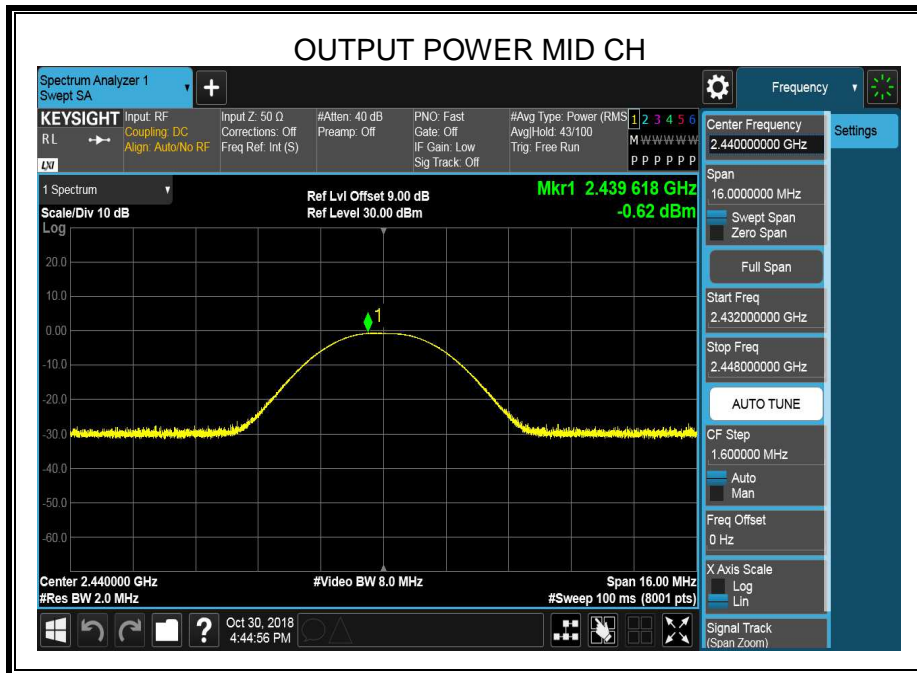 OUTPUT POWER MID CH
Spectrum Analyzer 1
Swept SA
+
Frequency
KEYSIGHT
RL
LXI
Input: RF
Coupling: DC
Align: Auto/No RF
Input Z: 50 Ω
Corrections: Off
Freq Ref: Int (S)
#Atten: 40 dB
Preamp: Off
PNO: Fast
Gate: Off
IF Gain: Low
Sig Track: Off
#Avg Type: Power (RMS
Avg|Hold: 43/100
Trig: Free Run
1 2 3 4 5 6
M W W W W W
P P P P P P
Center Frequency
2.440000000 GHz
Settings
1 Spectrum
Scale/Div 10 dB
Log
Ref Lvl Offset 9.00 dB
Ref Level 30.00 dBm
Mkr1 2.439 618 GHz
-0.62 dBm
20.0
10.0
0.00
-10.0
-20.0
-30.0
-40.0
-50.0
-60.0
1
Center 2.440000 GHz
#Res BW 2.0 MHz
#Video BW 8.0 MHz
Span 16.00 MHz
#Sweep 100 ms (8001 pts)
Span
16.0000000 MHz
Swept Span
Zero Span
Full Span
Start Freq
2.432000000 GHz
Stop Freq
2.448000000 GHz
AUTO TUNE
CF Step
1.600000 MHz
Auto
Man
Freq Offset
0 Hz
X Axis Scale
Log
Lin
Signal Track
(Span Zoom)
?
Oct 30, 2018
4:44:56 PM